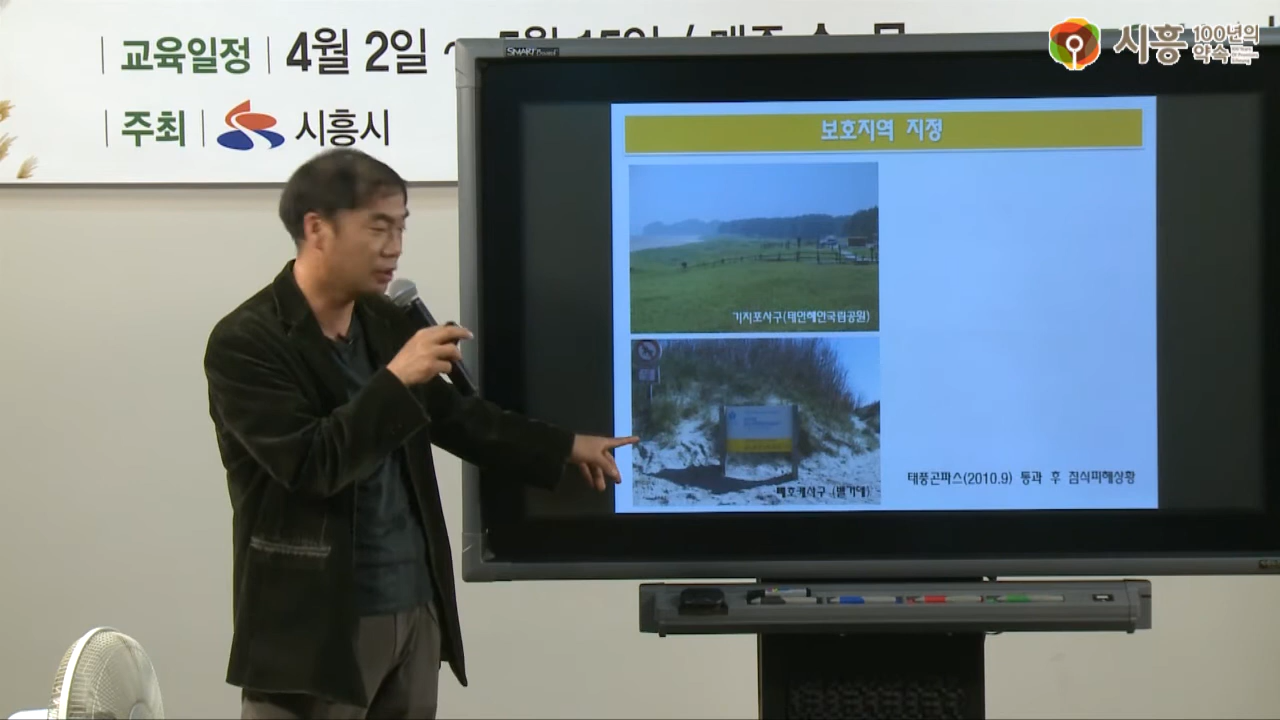 교육일정 4월 2일 ~
주최 시흥시
시흥 100년의 약속
SMART Board
보호지역 지정
기지포사구(태안해안국립공원)
태풍곤파스(2010.9) 통과 후 침식피해상황